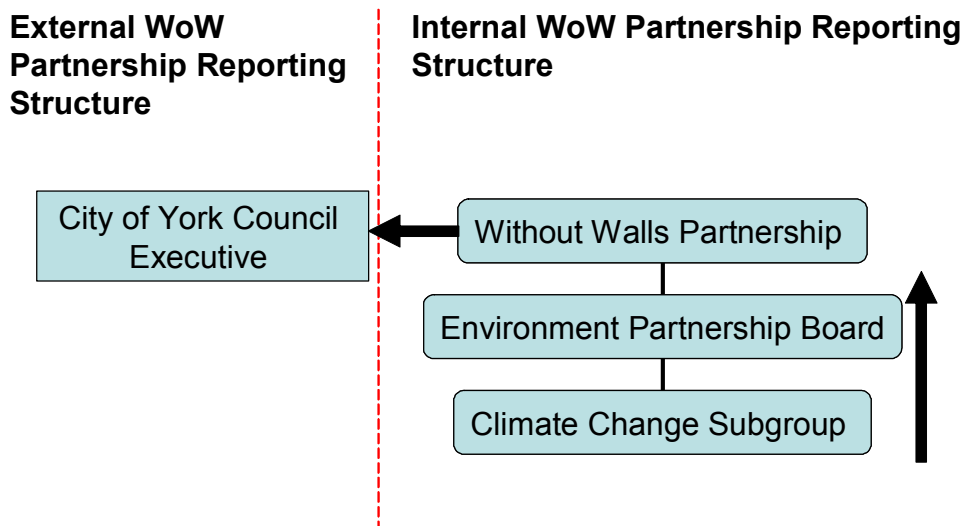 External WoW
Partnership Reporting
Structure
Internal WoW Partnership Reporting
Structure
City of York Council
Executive
Without Walls Partnership
Environment Partnership Board
Climate Change Subgroup